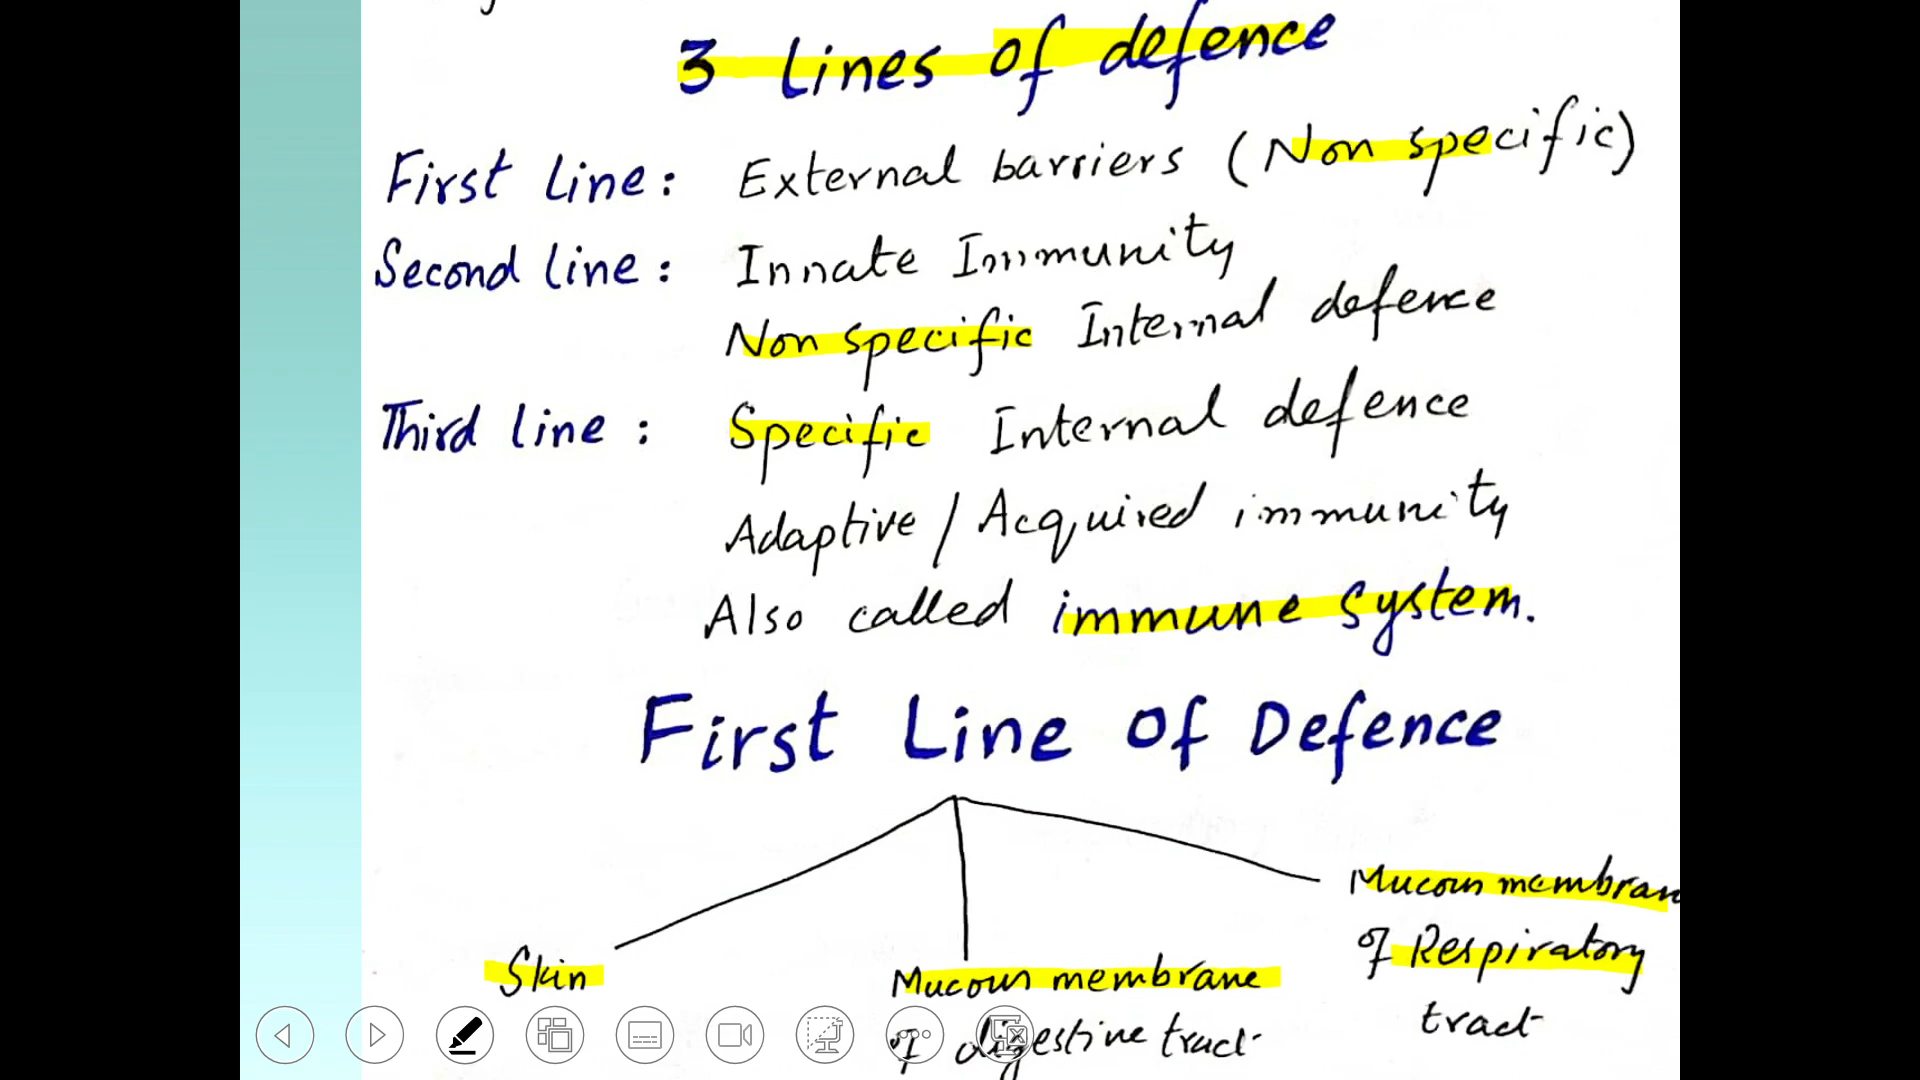 3 Lines of defence
First Line: External barriers (Non specific)
Second line: Innate Immunity
Non specific Internal defence
Third line: Specific Internal defence
Adaptive / Acquired immunity
Also called immune system.
First Line Of Defence
Skin
Mucous membrane
of digestive tract
Mucous membran
of Respiratory
tract